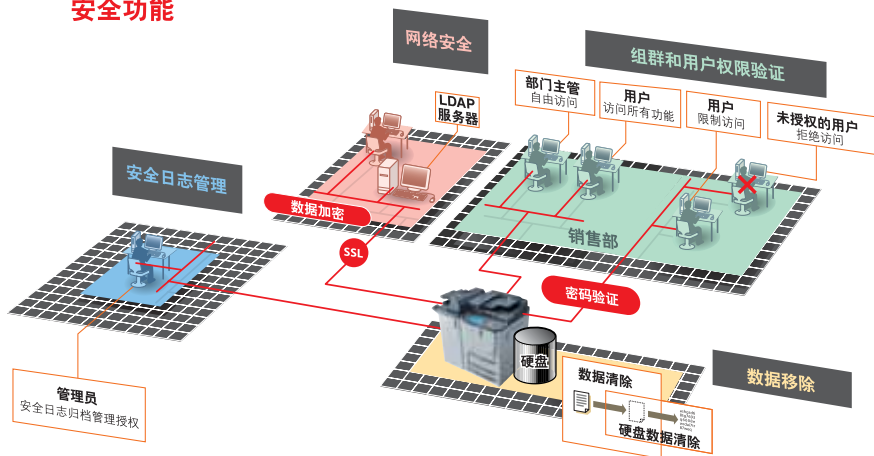 安全功能
网络安全
组群和用户权限验证
部门主管
自由访问
用户
访问所有功能
用户
限制访问
未授权的用户
拒绝访问
LDAP
服务器
安全日志管理
数据加密
SSL
销售部
密码验证
硬盘
管理员
安全日志归档管理授权
数据移除
数据清除
硬盘数据清除